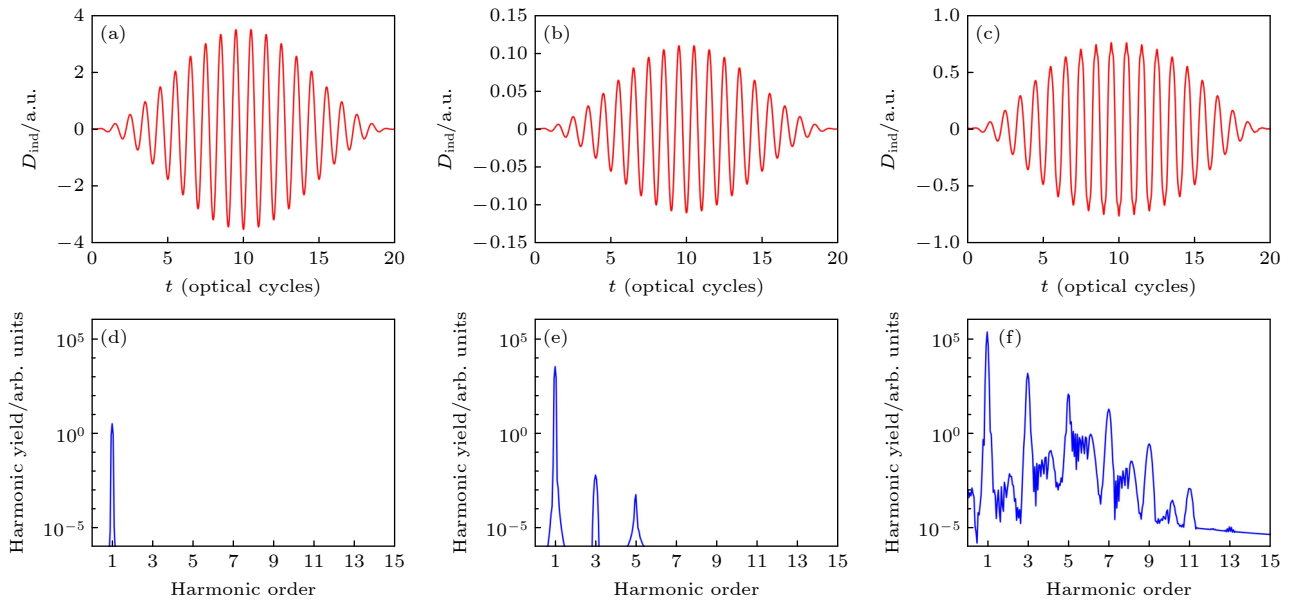 (a)
4
2
0
−2
−4
D_ind/a.u.
0 5 10 15 20
t (optical cycles)
(b)
0.15
0.10
0.05
0
−0.05
−0.10
−0.15
D_ind/a.u.
0 5 10 15 20
t (optical cycles)
(c)
1.0
0.5
0
−0.5
−1.0
D_ind/a.u.
0 5 10 15 20
t (optical cycles)
(d)
10^5
10^0
10^−5
Harmonic yield/arb. units
1 3 5 7 9 11 13 15
Harmonic order
(e)
10^5
10^0
10^−5
Harmonic yield/arb. units
1 3 5 7 9 11 13 15
Harmonic order
(f)
10^5
10^0
10^−5
Harmonic yield/arb. units
1 3 5 7 9 11 13 15
Harmonic order